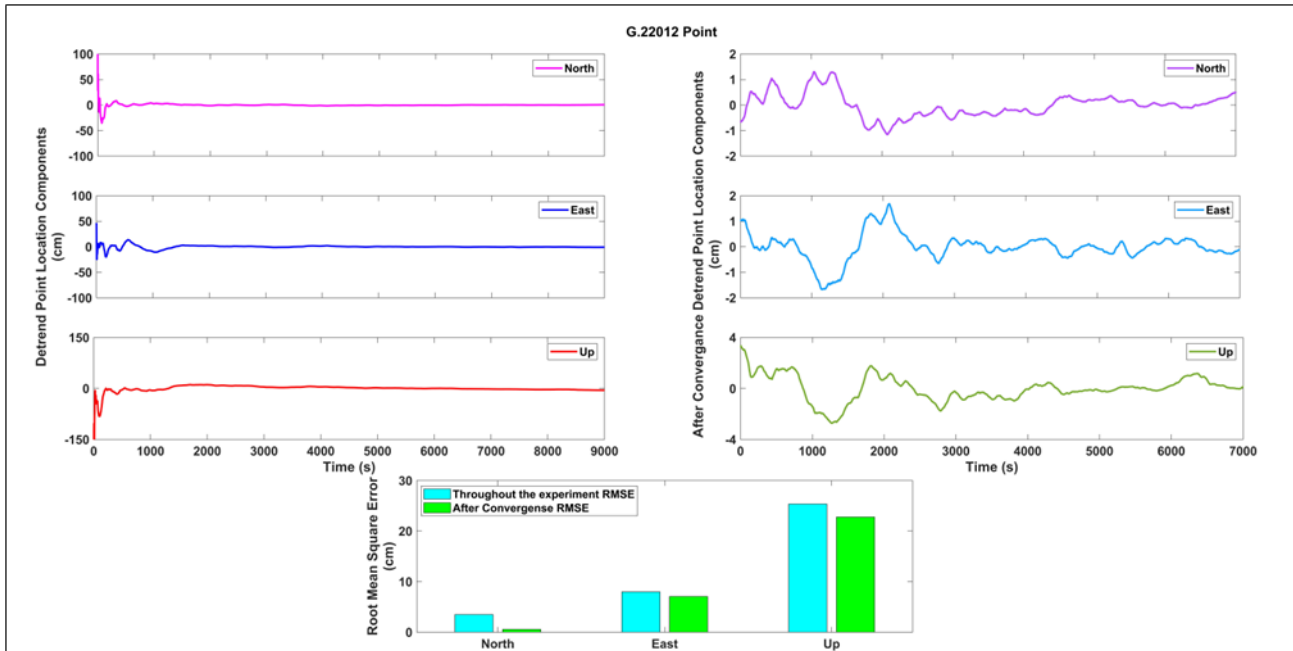 G.22012 Point
Detrend Point Location Components
(cm)
100
50
0
-50
-100
North
100
50
0
-50
-100
East
150
0
-150
Up
0 1000 2000 3000 4000 5000 6000 7000 8000 9000
Time (s)
After Convergance Detrend Point Location Components
(cm)
2
1
0
-1
-2
North
2
1
0
-1
-2
East
4
0
-4
Up
0 1000 2000 3000 4000 5000 6000 7000
Time (s)
Root Mean Square Error
(cm)
30
20
10
0
Throughout the experiment RMSE
After Convergense RMSE
North East Up